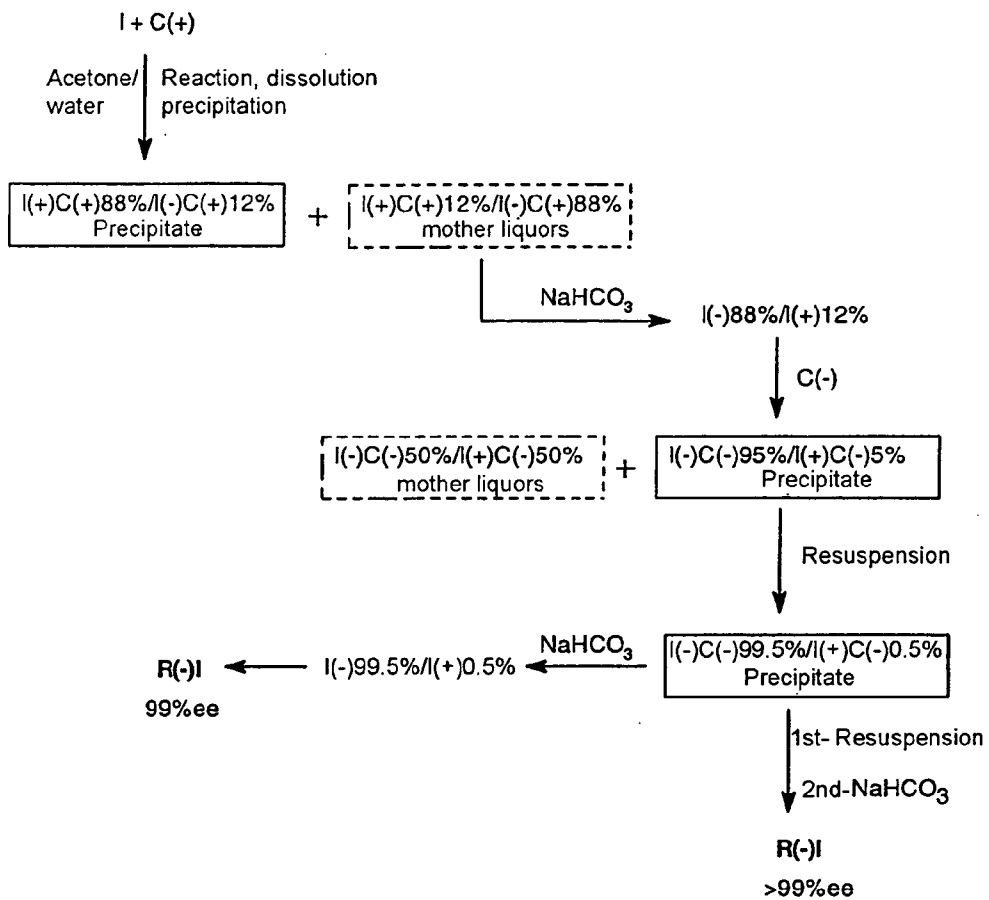 I + C(+)
Acetone/
water
Reaction, dissolution
precipitation
I(+)C(+)88%/I(-)C(+)12%
Precipitate
+
I(+)C(+)12%/I(-)C(+)88%
mother liquors
NaHCO3
I(-)88%/I(+)12%
C(-)
I(-)C(-)50%/I(+)C(-)50%
mother liquors
+
I(-)C(-)95%/I(+)C(-)5%
Precipitate
Resuspension
R(-)I
99%ee
I(-)99.5%/I(+)0.5%
NaHCO3
I(-)C(-)99.5%/I(+)C(-)0.5%
Precipitate
1st- Resuspension
2nd-NaHCO3
R(-)I
>99%ee